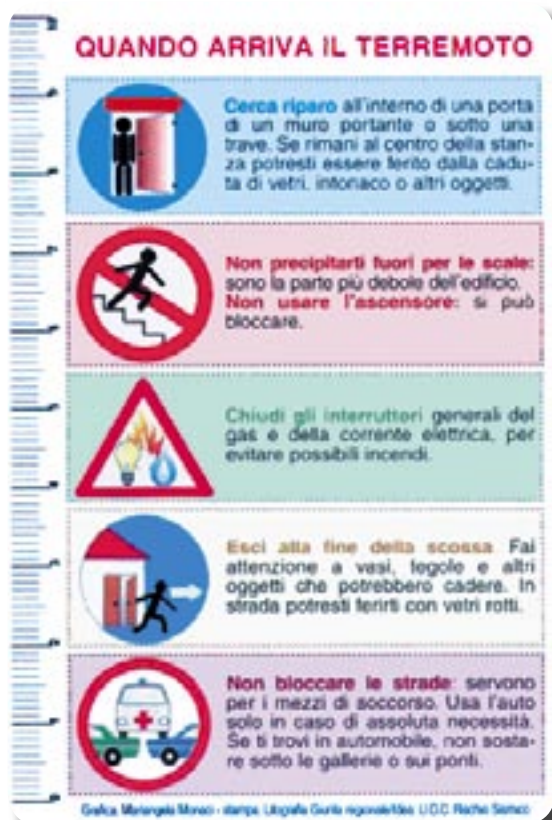 QUANDO ARRIVA IL TERREMOTO
Cerca riparo all'interno di una porta
di un muro portante o sotto una
trave. Se rimani al centro della stan-
za potresti essere ferito dalla cadu-
ta di vetri, intonaco o altri oggetti.
Non precipitarti fuori per le scale:
sono la parte più debole dell'edificio.
Non usare l'ascensore: si può
bloccare.
Chiudi gli interruttori generali del
gas e della corrente elettrica, per
evitare possibili incendi.
Esci alla fine della scossa Fai
attenzione a vasi, tegole e altri
oggetti che potrebbero cadere. In
strada potresti ferirti con vetri rotti.
Non bloccare le strade: servono
per i mezzi di soccorso. Usa l'auto
solo in caso di assoluta necessità.
Se ti trovi in automobile, non sosta-
re sotto le gallerie o sui ponti.
Grafica: Mariangela Monaci - stampa: Litografia Giunta regionale/Idea: U.O.C. Rischio Sismico